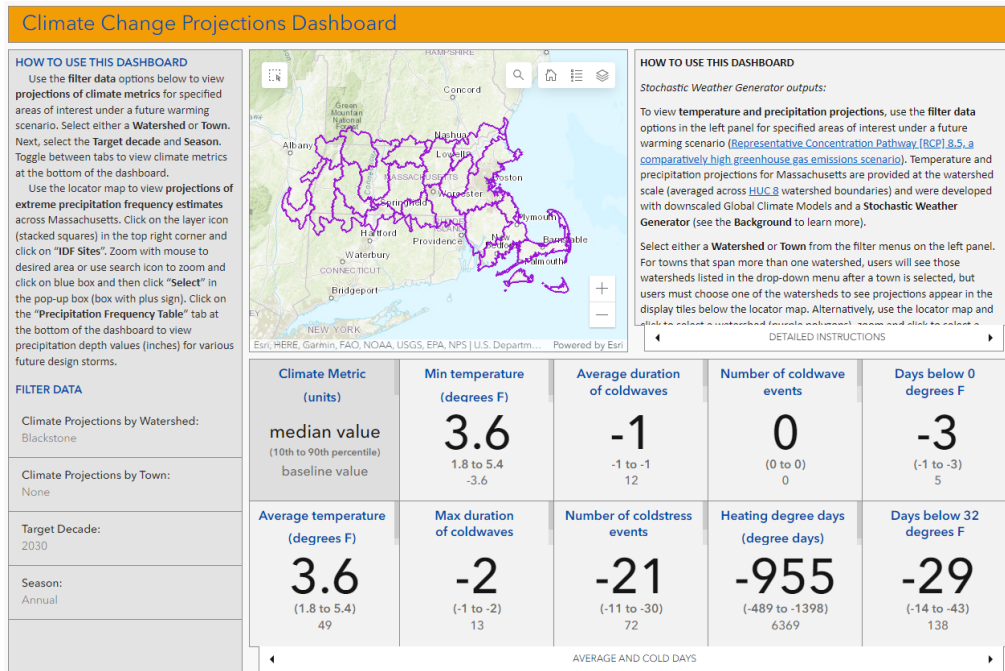 Climate Change Projections Dashboard
HOW TO USE THIS DASHBOARD
Use the filter data options below to view
projections of climate metrics for specified
areas of interest under a future warming
scenario. Select either a Watershed or Town.
Next, select the Target decade and Season.
Toggle between tabs to view climate metrics
at the bottom of the dashboard.
Use the locator map to view projections of
extreme precipitation frequency estimates
across Massachusetts. Click on the layer icon
(stacked squares) in the top right corner and
click on "IDF Sites". Zoom with mouse to
desired area or use search icon to zoom and
click on blue box and then click "Select" in
the pop-up box (box with plus sign). Click on
the "Precipitation Frequency Table" tab at
the bottom of the dashboard to view
precipitation depth values (inches) for various
future design storms.
FILTER DATA
Climate Projections by Watershed:
Blackstone
Climate Projections by Town:
None
Target Decade:
2030
Season:
Annual
HAMPSHIRE
Concord
Green
Mountain
National
Nashua
Albany
Lowell
MASSACHUSETTS
Boston
Worcester
Springfield
Plymouth
Hartford
Providence
New
Bedford
Barnstable
Falmouth
Waterbury
CONNECTICUT
Bridgeport
NEW YORK
Esri, HERE, Garmin, FAO, NOAA, USGS, EPA, NPS | U.S. Departm...
Powered by Esri
HOW TO USE THIS DASHBOARD
Stochastic Weather Generator outputs:
To view temperature and precipitation projections, use the filter data
options in the left panel for specified areas of interest under a future
warming scenario (Representative Concentration Pathway [RCP] 8.5, a
comparatively high greenhouse gas emissions scenario). Temperature and
precipitation projections for Massachusetts are provided at the watershed
scale (averaged across HUC 8 watershed boundaries) and were developed
with downscaled Global Climate Models and a Stochastic Weather
Generator (see the Background to learn more).
Select either a Watershed or Town from the filter menus on the left panel.
For towns that span more than one watershed, users will see those
watersheds listed in the drop-down menu after a town is selected, but
users must choose one of the watersheds to see projections appear in the
display tiles below the locator map. Alternatively, use the locator map and
click to select a watershed (purple polygons), zoom and click to select a
DETAILED INSTRUCTIONS
Climate Metric
(units)
median value
(10th to 90th percentile)
baseline value
Min temperature
(degrees F)
3.6
1.8 to 5.4
-3.6
Average duration
of coldwaves
-1
-1 to -1
12
Number of coldwave
events
0
(0 to 0)
0
Days below 0
degrees F
-3
(-1 to -3)
5
Average temperature
(degrees F)
3.6
(1.8 to 5.4)
49
Max duration
of coldwaves
-2
(-1 to -2)
13
Number of coldstress
events
-21
(-11 to -30)
72
Heating degree days
(degree days)
-955
(-489 to -1398)
6369
Days below 32
degrees F
-29
(-14 to -43)
138
AVERAGE AND COLD DAYS